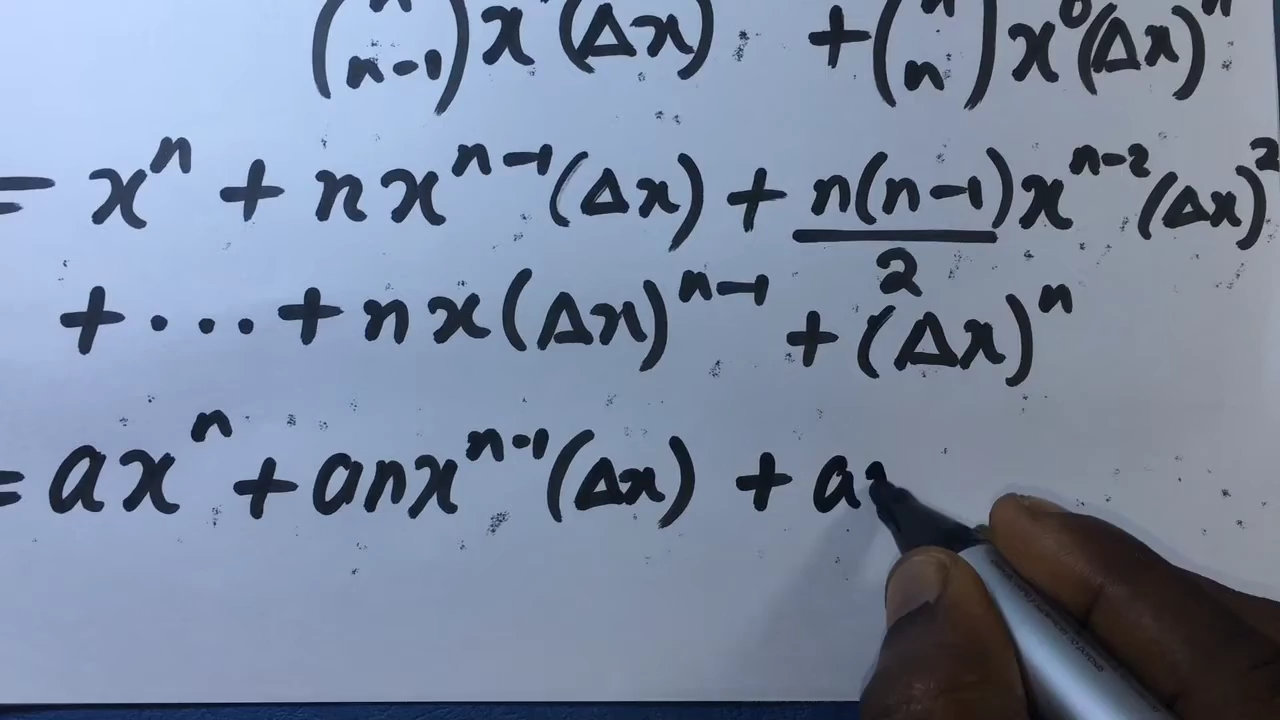 (n n-1) x (Δx) + (n n) x⁰(Δx)ⁿ
= xⁿ + nxⁿ⁻¹(Δx) + n(n-1)/2 xⁿ⁻²(Δx)²
+ ... + nx(Δx)ⁿ⁻¹ + (Δx)ⁿ
= axⁿ + anxⁿ⁻¹(Δx) + a